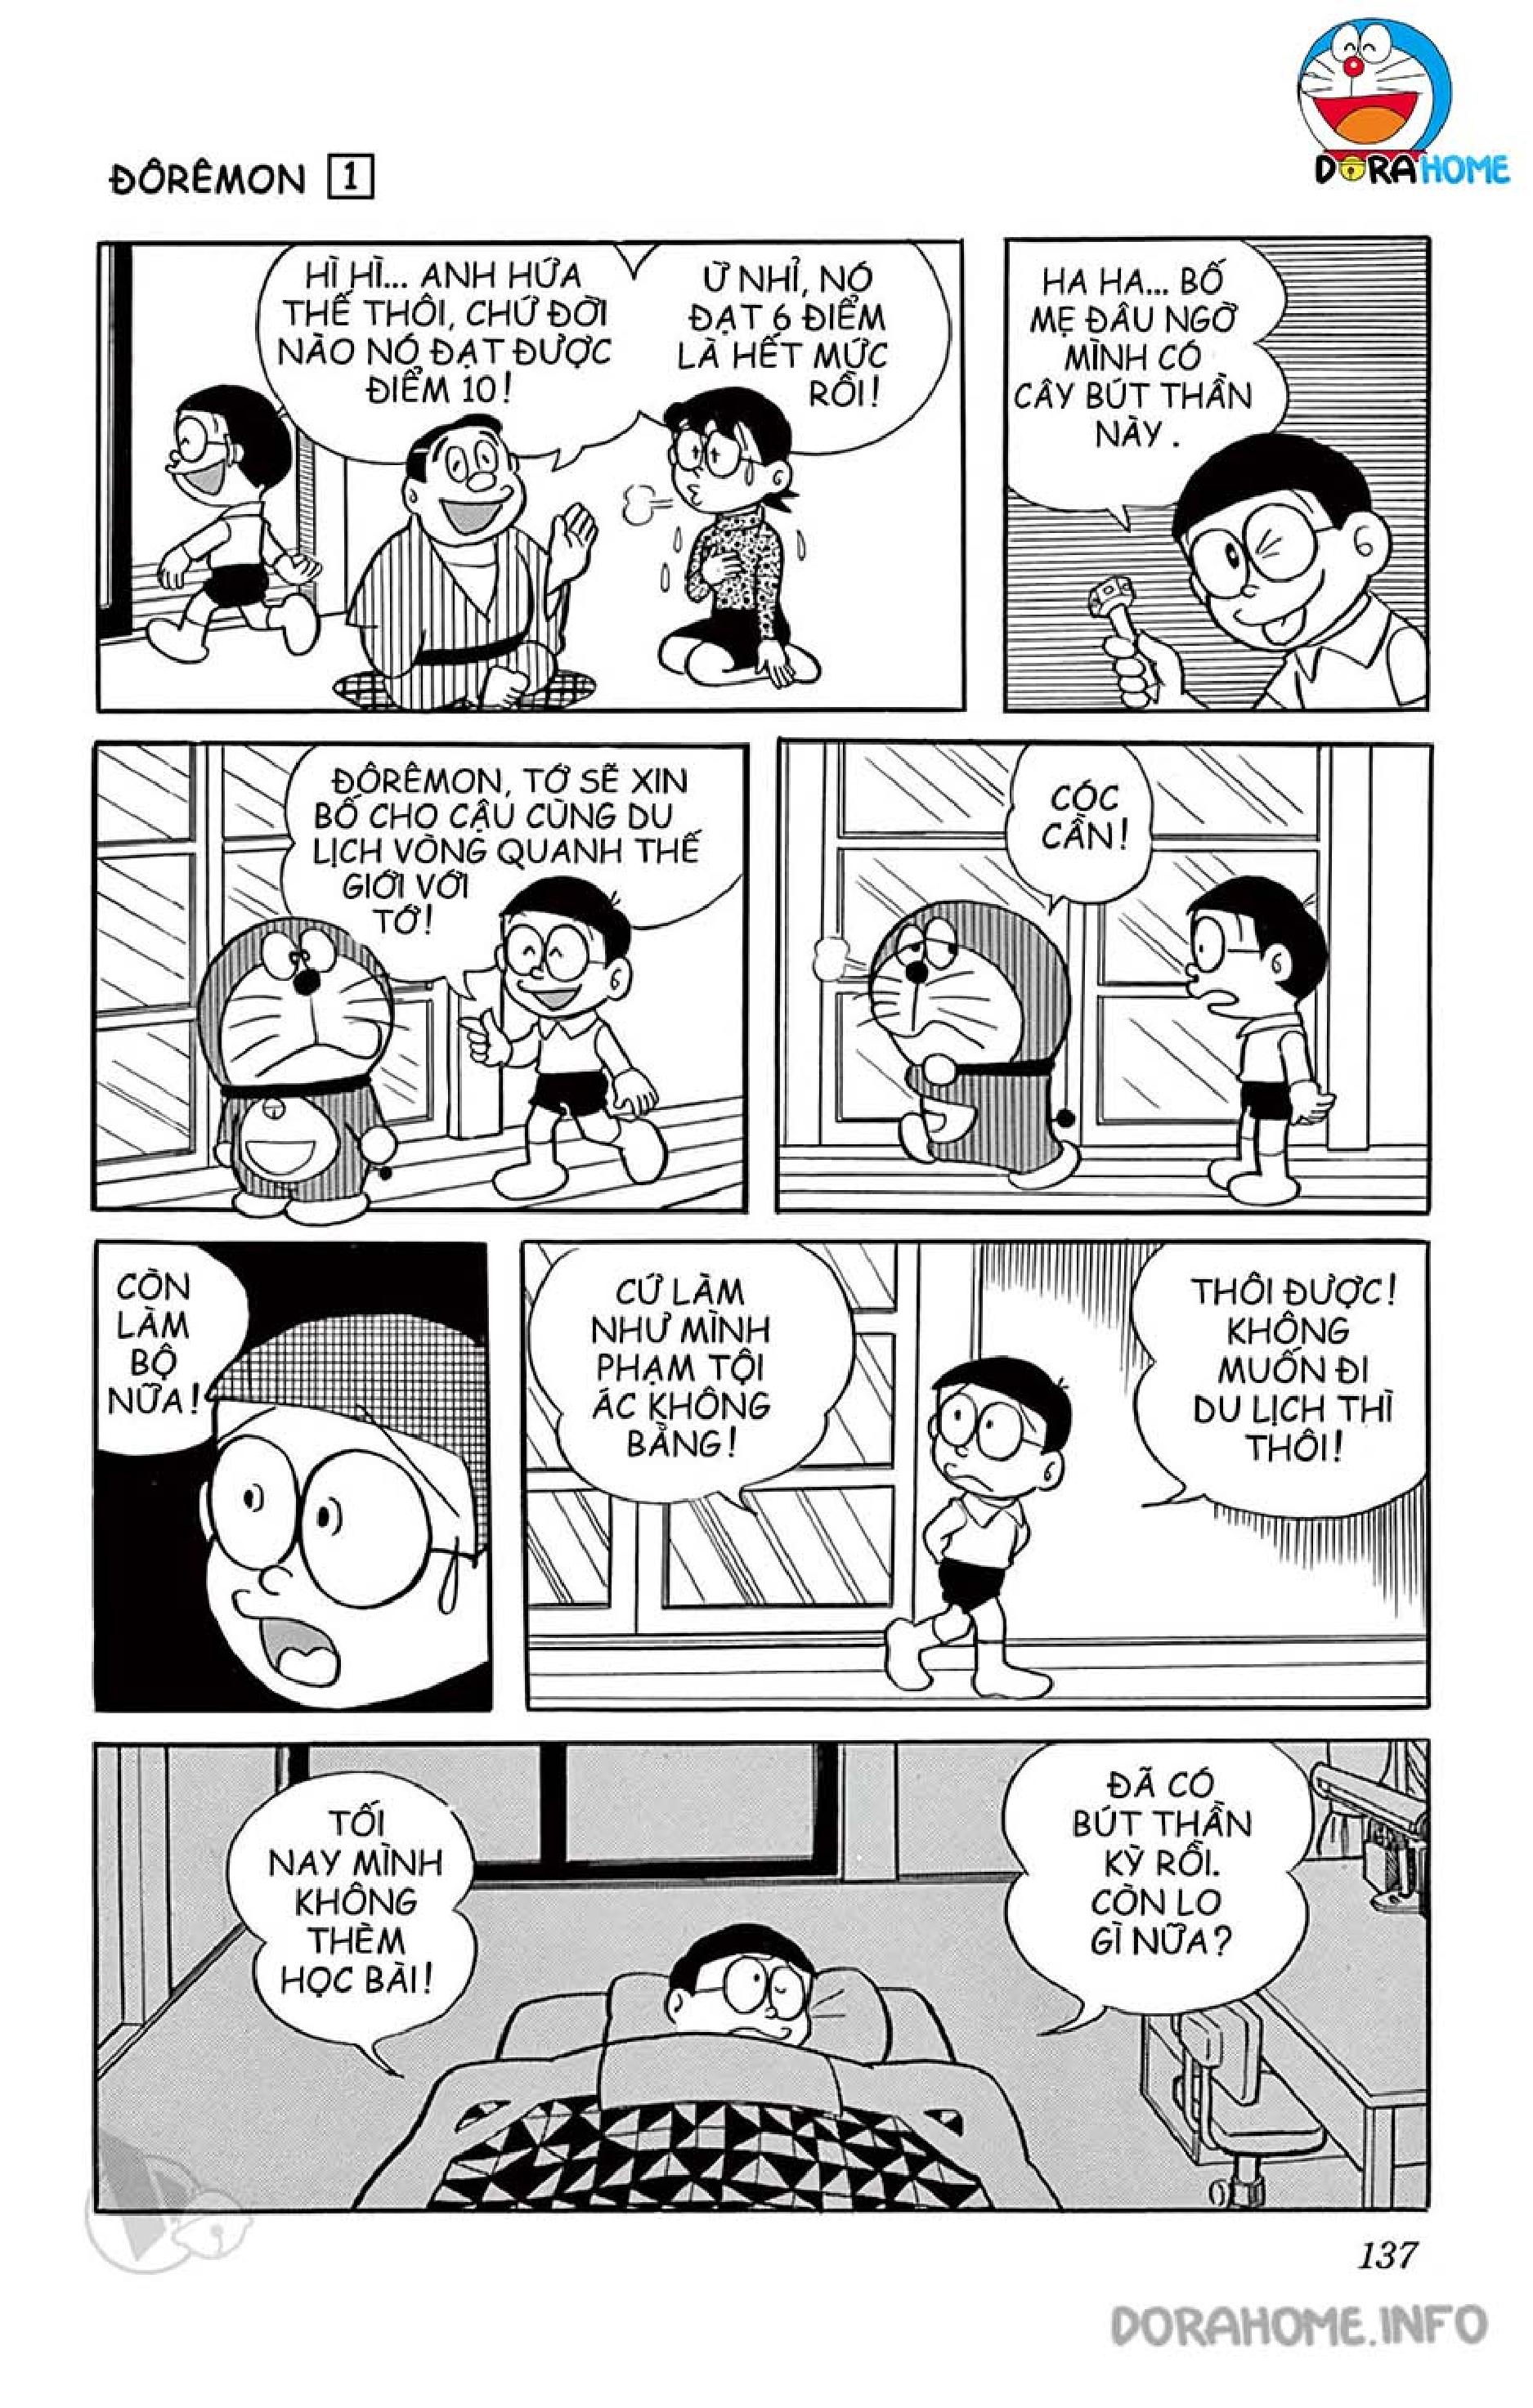 DORAHOME
ĐÔRÊMON 1
HÌ HÌ... ANH HỨA
THẾ THÔI, CHỨ ĐỜI
NÀO NÓ ĐẠT ĐƯỢC
ĐIỂM 10!
Ừ NHỈ, NÓ
ĐẠT 6 ĐIỂM
LÀ HẾT MỨC
RỒI!
HA HA... BỐ
MẸ ĐÂU NGỜ
MÌNH CÓ
CÂY BÚT THẦN
NÀY.
ĐÔRÊMON, TỚ SẼ XIN
BỐ CHO CẬU CÙNG DU
LỊCH VÒNG QUANH THẾ
GIỚI VỚI
TỚ!
CÓC
CẦN!
CÒN
LÀM
BỘ
NỮA!
CỨ LÀM
NHƯ MÌNH
PHẠM TỘI
ÁC KHÔNG
BẰNG!
THÔI ĐƯỢC!
KHÔNG
MUỐN ĐI
DU LỊCH THÌ
THÔI!
TỐI
NAY MÌNH
KHÔNG
THÈM
HỌC BÀI!
ĐÃ CÓ
BÚT THẦN
KỲ RỒI.
CÒN LO
GÌ NỮA?
137
DORAHOME.INFO